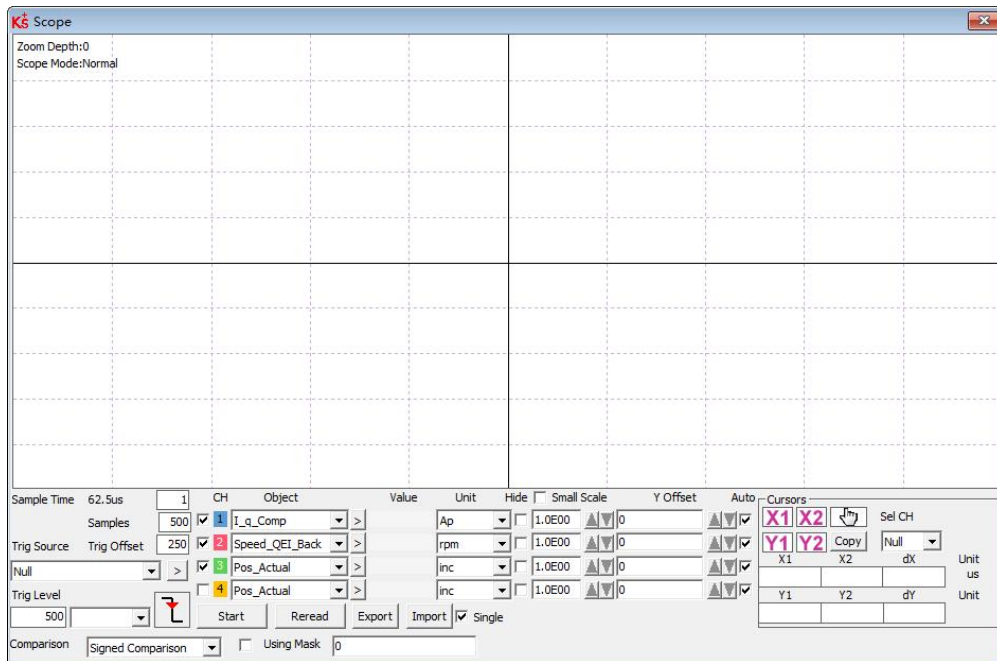 KS+ Scope
Zoom Depth:0
Scope Mode:Normal
Sample Time 62.5us 1 CH Object Value Unit Hide Small Scale Y Offset Auto Cursors
Samples 500 1 I_q_Comp > Ap 1.0E00 0 X1 X2 Sel CH
Trig Source Trig Offset 250 2 Speed_QEI_Back > rpm 1.0E00 0 Y1 Y2 Copy Null
Null > 3 Pos_Actual > inc 1.0E00 0 X1 X2 dX Unit
us
Trig Level 4 Pos_Actual > inc 1.0E00 0 Y1 Y2 dY Unit
500 Start Reread Export Import Single
Comparison Signed Comparison Using Mask 0